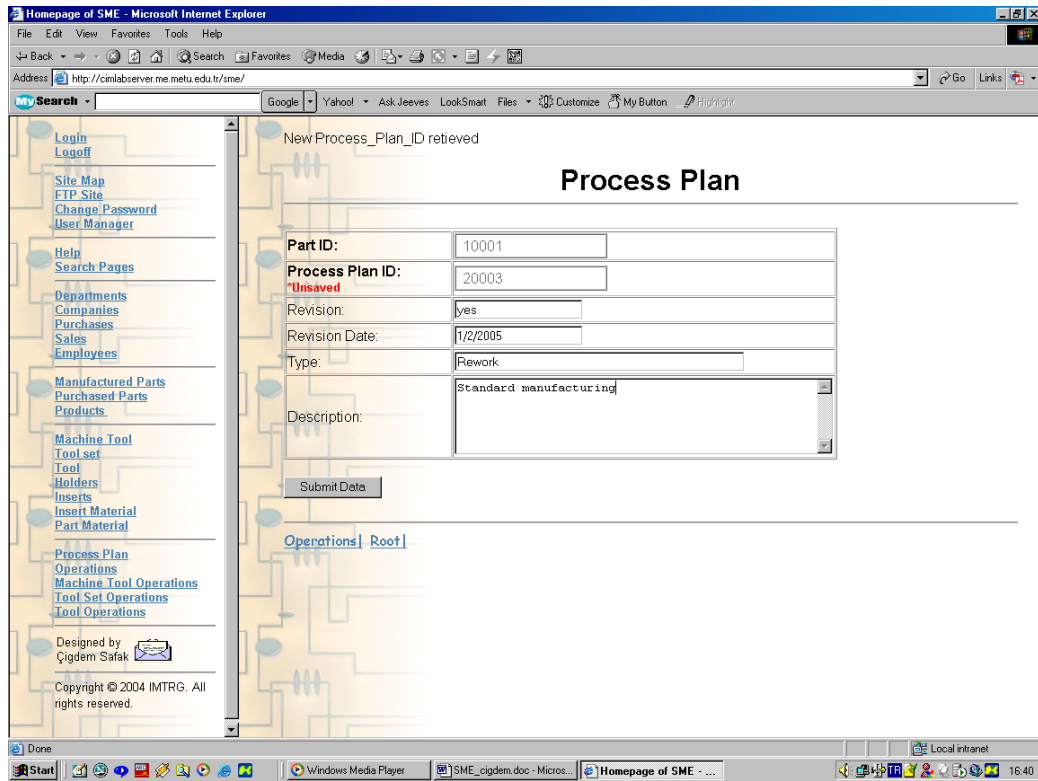 Homepage of SME - Microsoft Internet Explorer
File Edit View Favorites Tools Help
Back Search Favorites Media
Address http://cimlabserver.me.metu.edu.tr/sme/ Go Links
My Search Google Yahoo! Ask Jeeves LookSmart Files Customize My Button Highlight
Login
Logoff
Site Map
FTP Site
Change Password
User Manager
Help
Search Pages
Departments
Companies
Purchases
Sales
Employees
Manufactured Parts
Purchased Parts
Products
Machine Tool
Tool set
Tool
Holders
Inserts
Insert Material
Part Material
Process Plan
Operations
Machine Tool Operations
Tool Set Operations
Tool Operations
Designed by
Çigdem Safak
Copyright © 2004 IMTRG. All
rights reserved.
New Process_Plan_ID retieved
Process Plan
Part ID: 10001
Process Plan ID: 20003
*Unsaved
Revision: yes
Revision Date: 1/2/2005
Type: Rework
Description: Standard manufacturing
Submit Data
Operations| Root|
Done Local intranet
Start Windows Media Player SME_cigdem.doc - Micros... Homepage of SME - ... TR 16:40